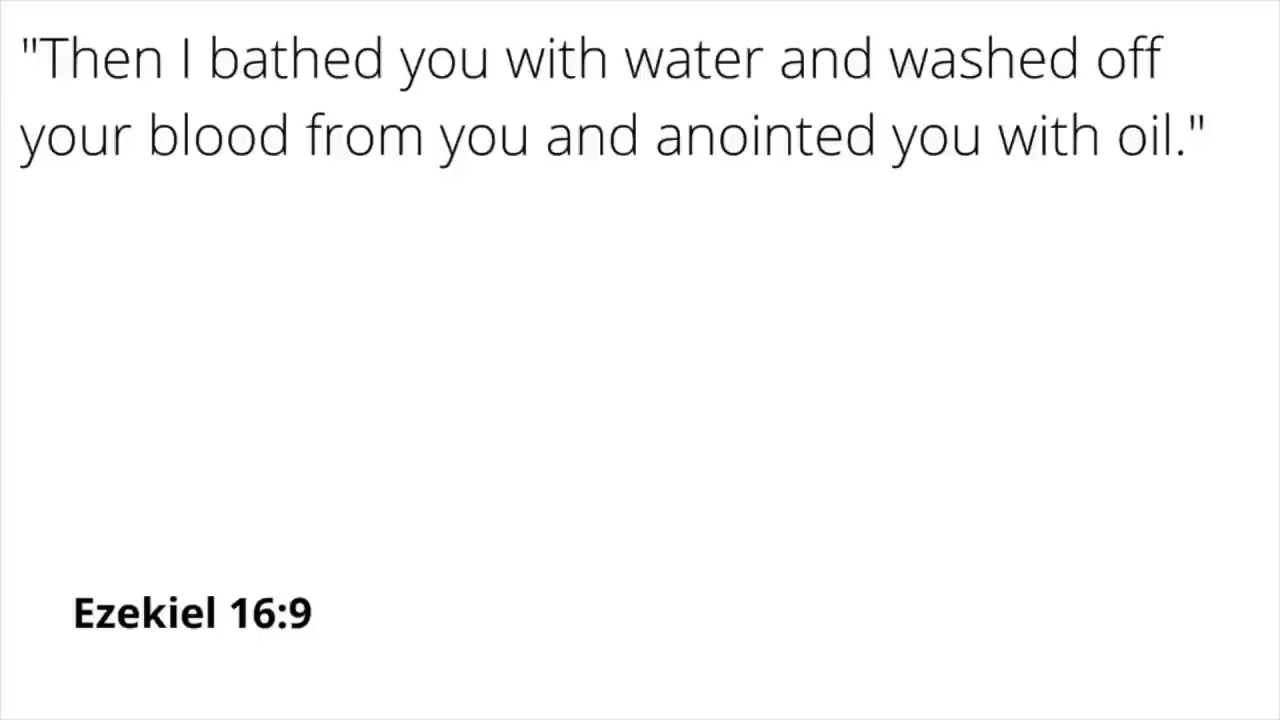 "Then I bathed you with water and washed off
your blood from you and anointed you with oil."
Ezekiel 16:9